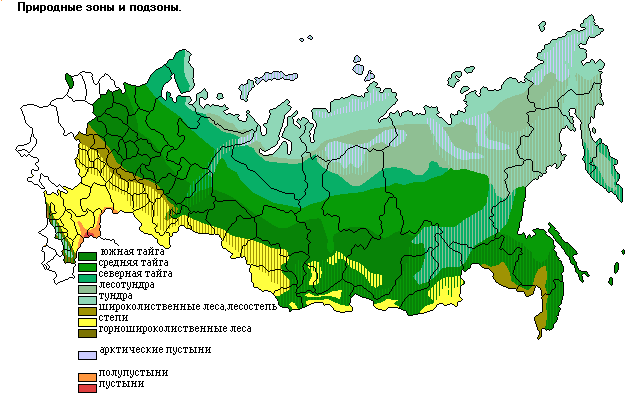 Природные зоны и подзоны.
южная тайга
средняя тайга
северная тайга
лесотундра
тундра
широколиственные леса,лесостепь
степи
горношироколиственные леса
арктические пустыни
полупустыни
пустыни